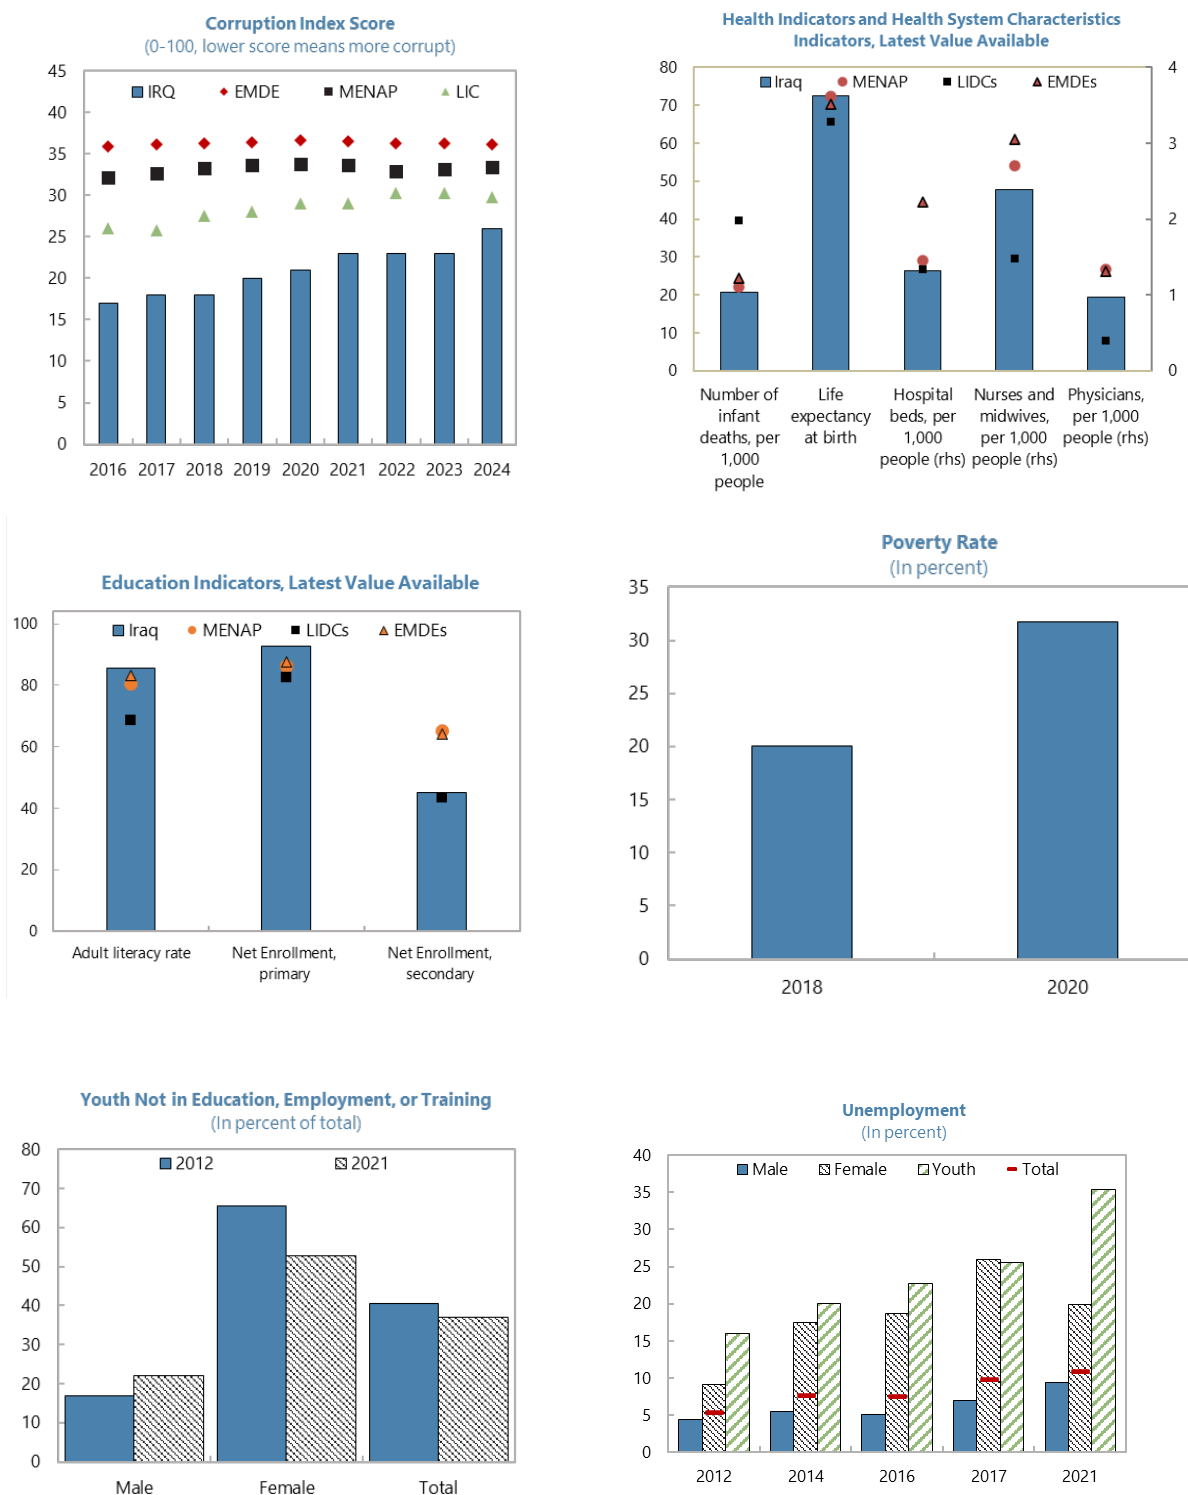 Corruption Index Score
(0-100, lower score means more corrupt)
45
40
35
30
25
20
15
10
5
0
IRQ EMDE MENAP LIC
2016 2017 2018 2019 2020 2021 2022 2023 2024
Health Indicators and Health System Characteristics
Indicators, Latest Value Available
80
70
60
50
40
30
20
10
0
Iraq MENAP LIDCs EMDEs
4
3
2
1
0
Number of infant deaths, per 1,000 people
Life expectancy at birth
Hospital beds, per 1,000 people (rhs)
Nurses and midwives, per 1,000 people (rhs)
Physicians, per 1,000 people (rhs)
Education Indicators, Latest Value Available
100
80
60
40
20
0
Iraq MENAP LIDCs EMDEs
Adult literacy rate
Net Enrollment, primary
Net Enrollment, secondary
Poverty Rate
(In percent)
35
30
25
20
15
10
5
0
2018 2020
Youth Not in Education, Employment, or Training
(In percent of total)
80
70
60
50
40
30
20
10
0
2012 2021
Male Female Total
Unemployment
(In percent)
40
35
30
25
20
15
10
5
0
Male Female Youth Total
2012 2014 2016 2017 2021